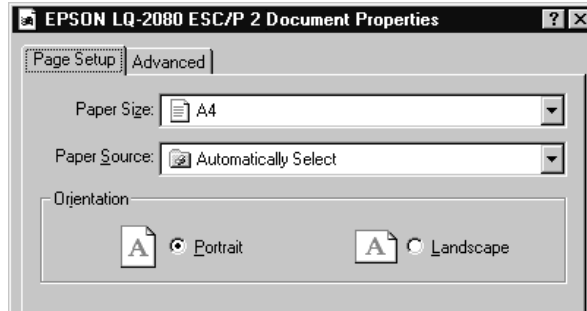 EPSON LQ-2080 ESC/P 2 Document Properties
Page Setup Advanced
Paper Size: A4
Paper Source: Automatically Select
Orientation
A Portrait A Landscape